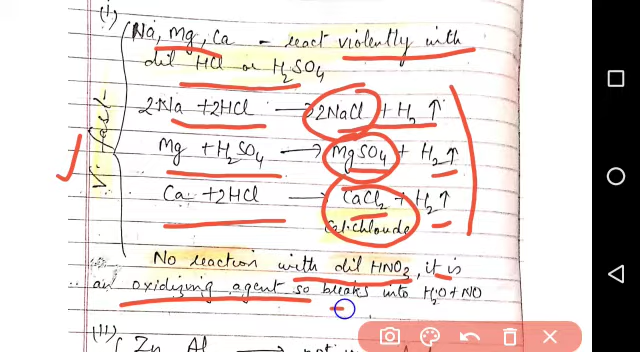 (i)
Na, Mg, Ca - react violently with
dil HCl or H2SO4
V. fast
2Na + 2HCl → 2NaCl + H2 ↑
Mg + H2SO4 → MgSO4 + H2 ↑
Ca + 2HCl → CaCl2 + H2 ↑
No reaction with dil HNO3, it is
an oxidizing agent so breaks into H2O + NO
(ii)
Zn, Al →